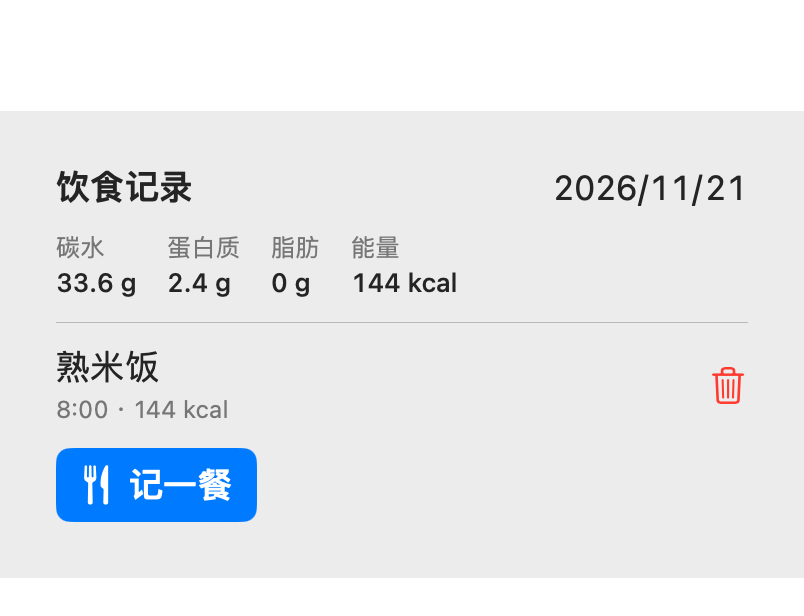 饮食记录 2026/11/21
碳水 蛋白质 脂肪 能量
33.6 g 2.4 g 0 g 144 kcal
熟米饭
8:00 · 144 kcal
记一餐